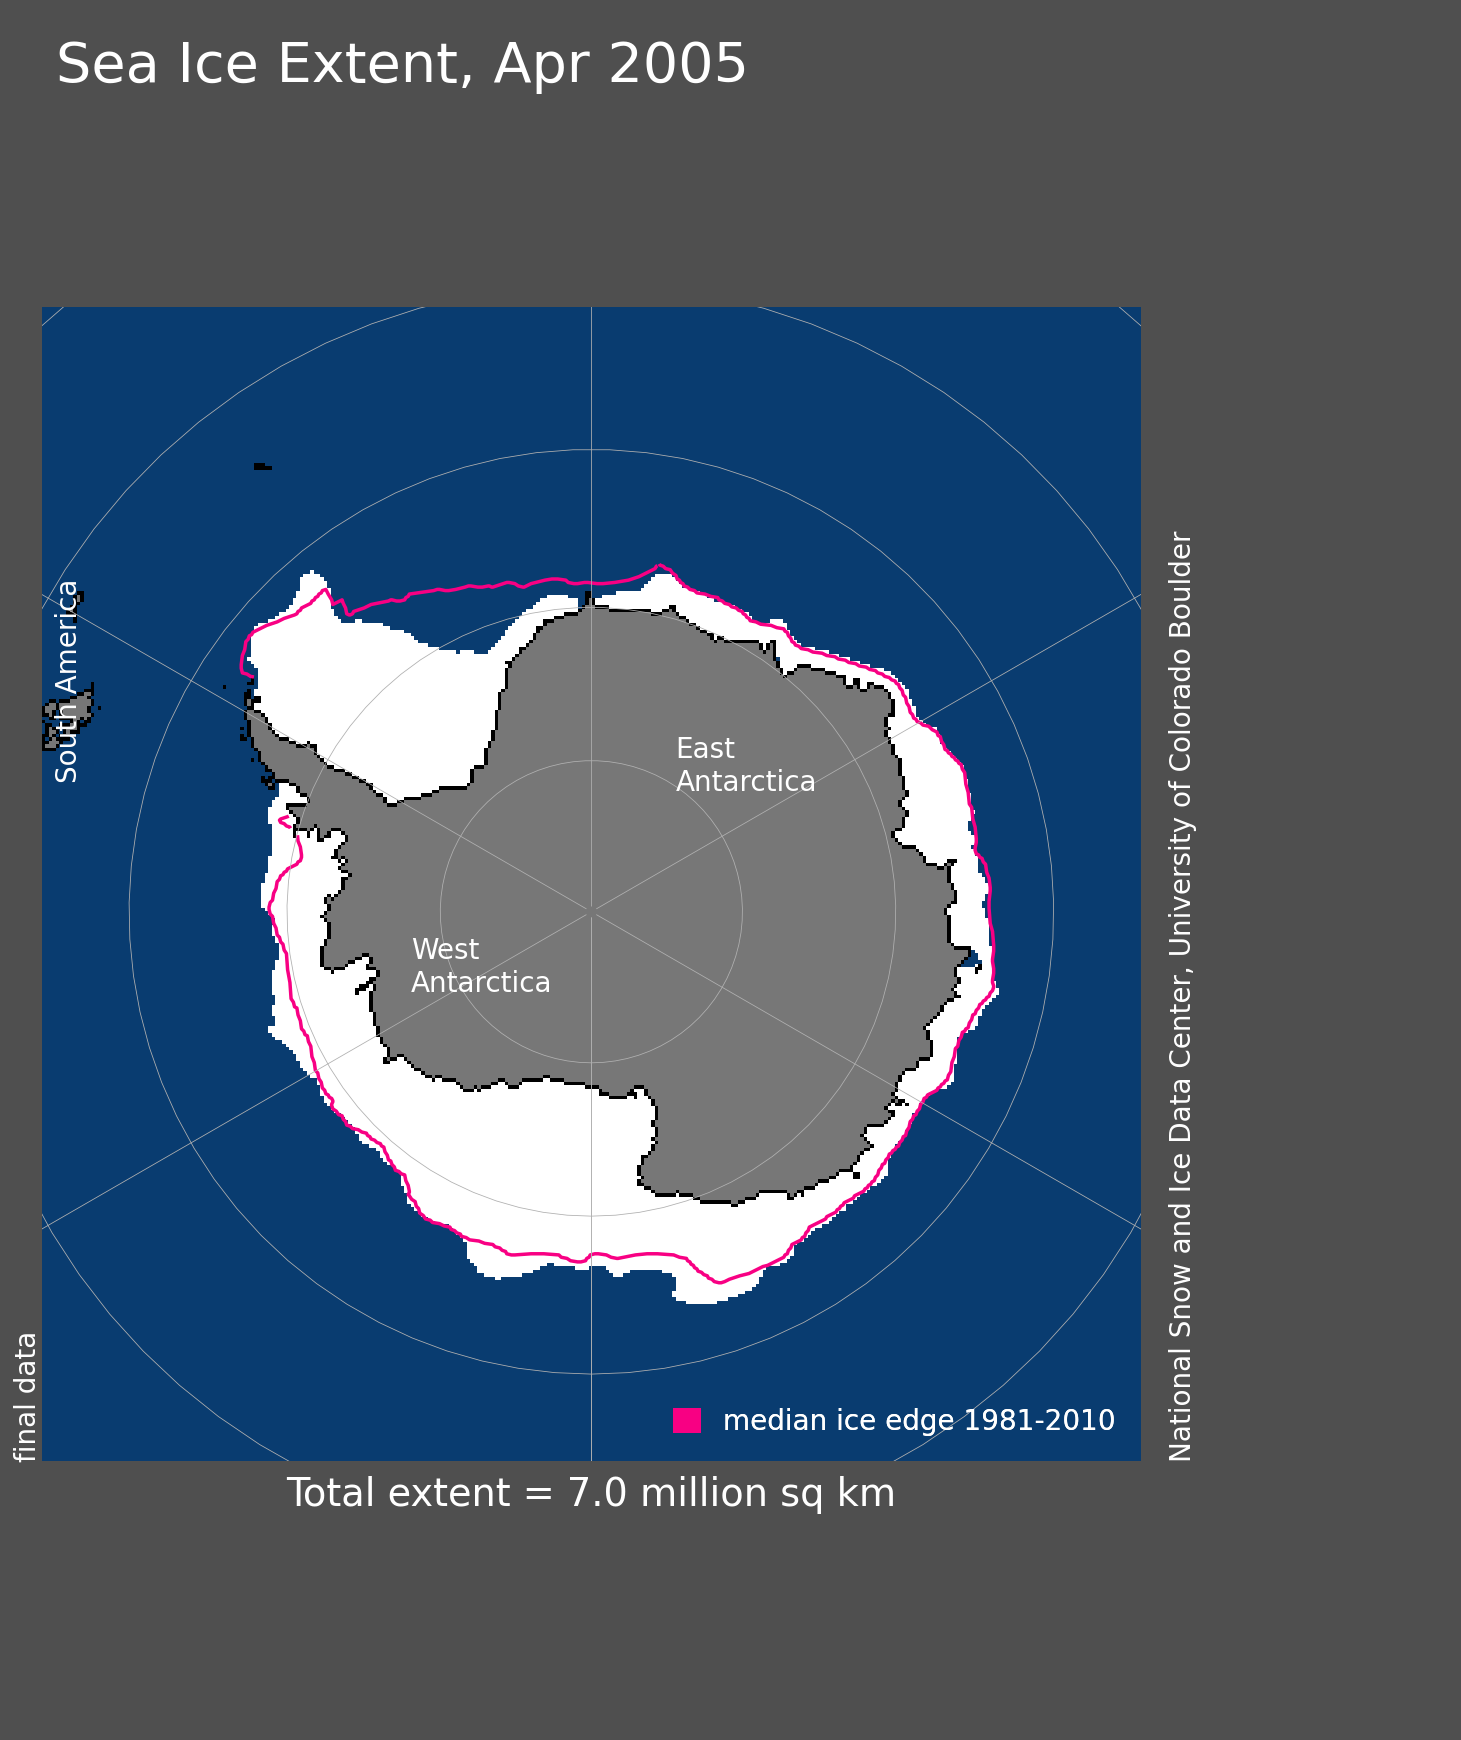 Sea Ice Extent, Apr 2005
South America
East
Antarctica
West
Antarctica
National Snow and Ice Data Center, University of Colorado Boulder
final data
median ice edge 1981-2010
Total extent = 7.0 million sq km